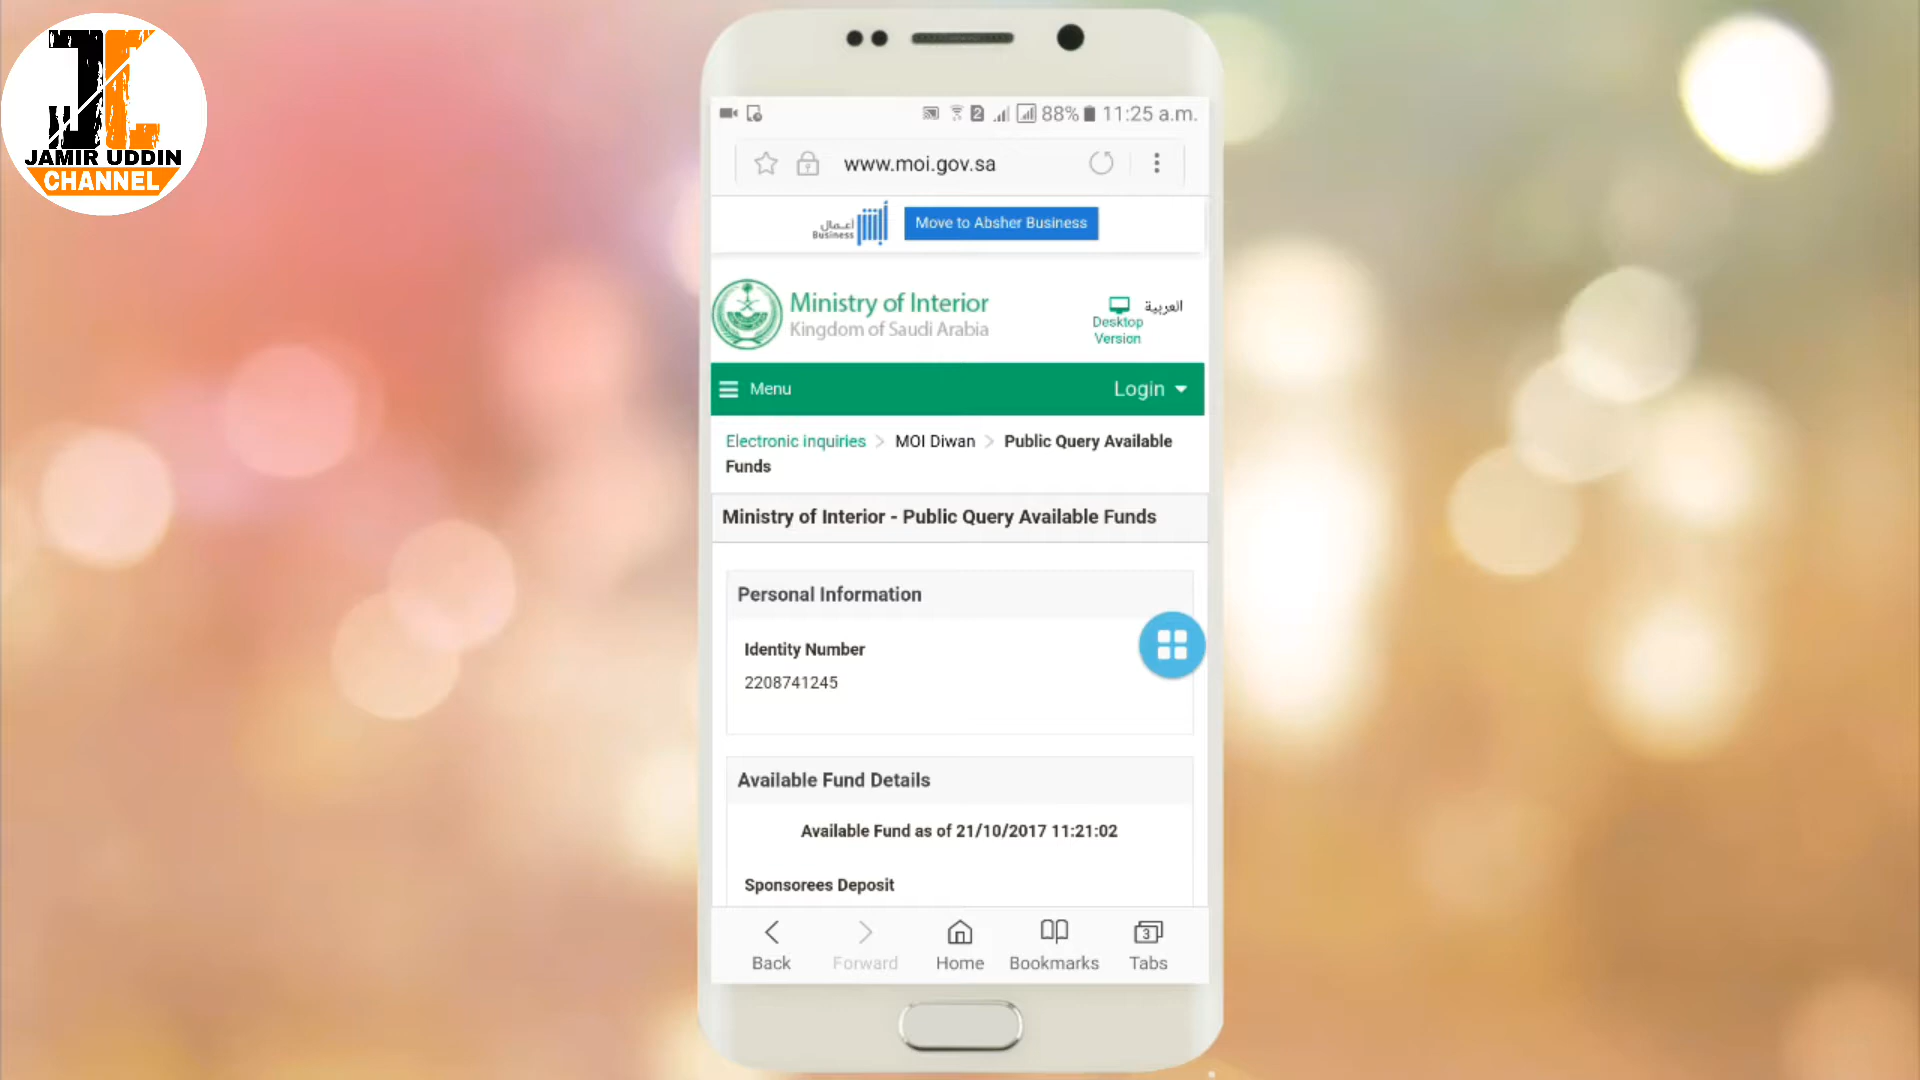 JAMIR UDDIN
CHANNEL
88% 11:25 a.m.
www.moi.gov.sa
أعمال
Business
Move to Absher Business
Ministry of Interior
Kingdom of Saudi Arabia
Desktop
Version
العربية
Menu
Login
Electronic inquiries > MOI Diwan > Public Query Available
Funds
Ministry of Interior - Public Query Available Funds
Personal Information
Identity Number
2208741245
Available Fund Details
Available Fund as of 21/10/2017 11:21:02
Sponsorees Deposit
Back
Forward
Home
Bookmarks
3
Tabs